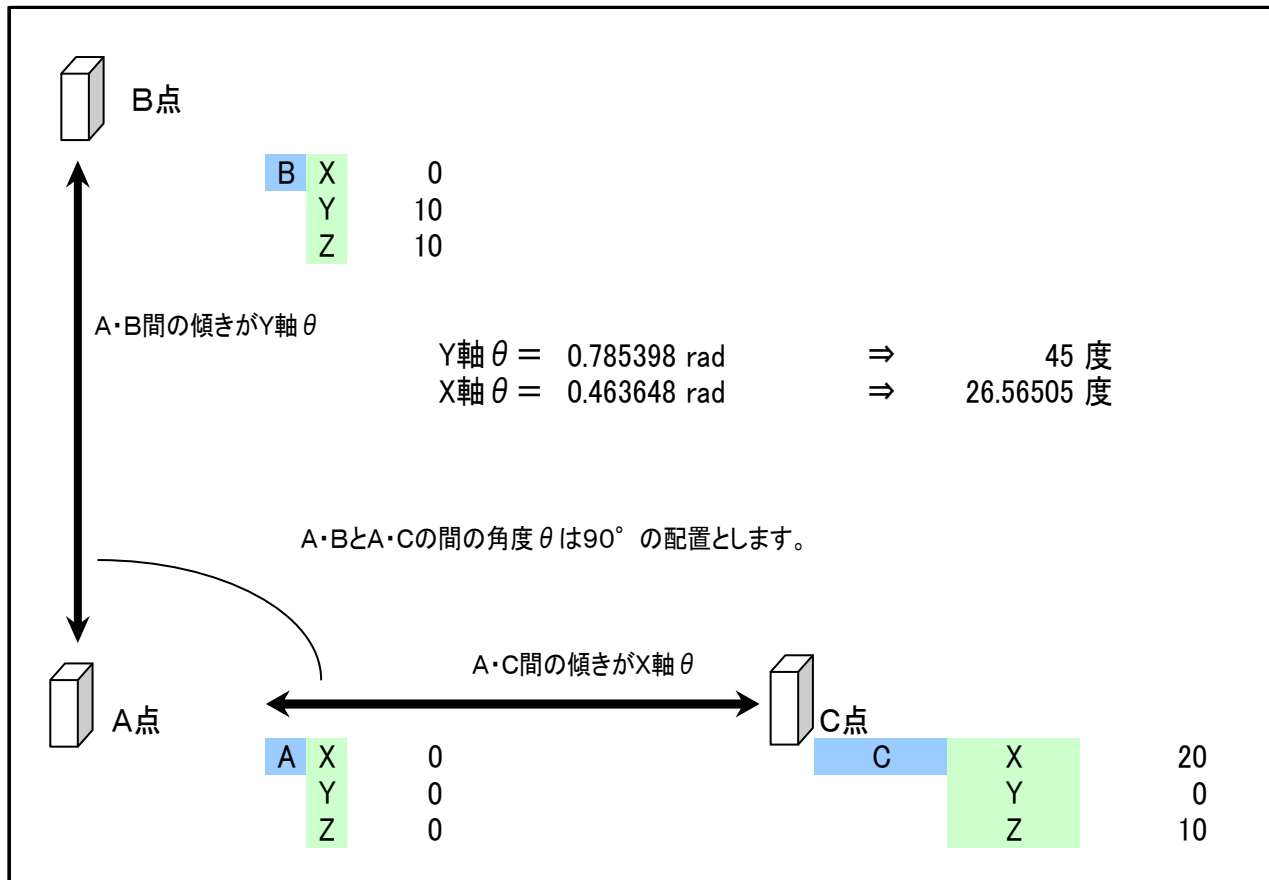 B点
B X 0
Y 10
Z 10
A・B間の傾きがY軸θ
Y軸θ= 0.785398 rad ⇒ 45 度
X軸θ= 0.463648 rad ⇒ 26.56505 度
A・BとA・Cの間の角度θは90°の配置とします。
A・C間の傾きがX軸θ
A点
C点
A X 0
Y 0
Z 0
C X 20
Y 0
Z 10